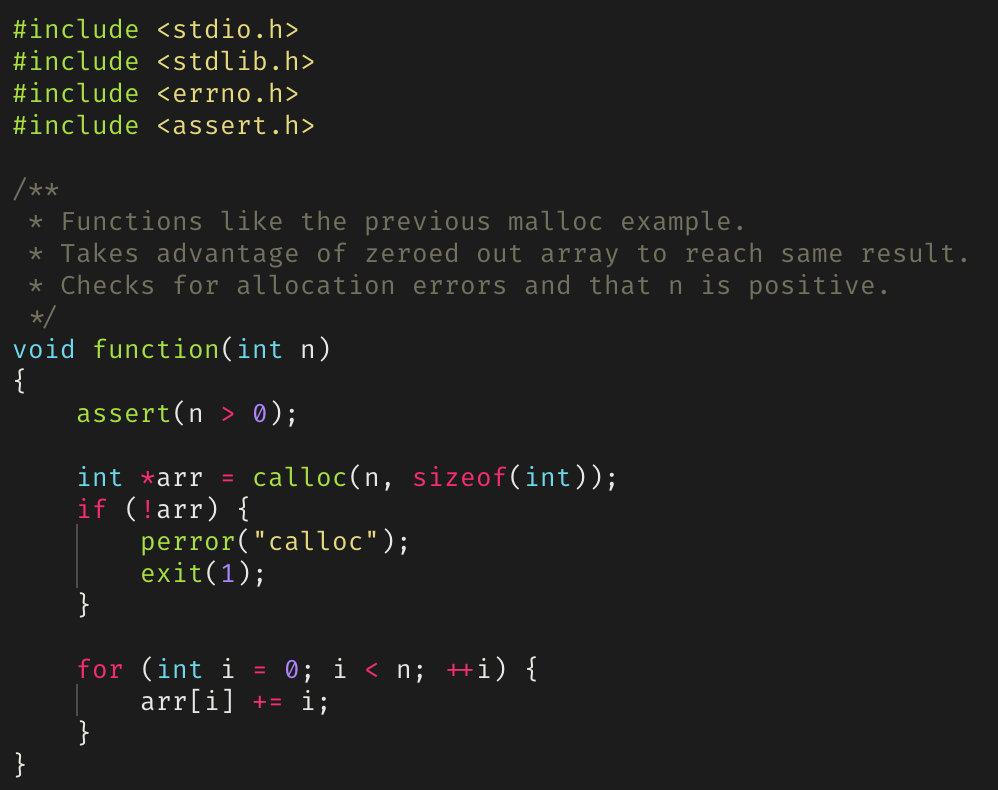 #include <stdio.h>
#include <stdlib.h>
#include <errno.h>
#include <assert.h>

/**
 * Functions like the previous malloc example.
 * Takes advantage of zeroed out array to reach same result.
 * Checks for allocation errors and that n is positive.
 */
void function(int n)
{
    assert(n > 0);

    int *arr = calloc(n, sizeof(int));
    if (!arr) {
        perror("calloc");
        exit(1);
    }

    for (int i = 0; i < n; ++i) {
        arr[i] += i;
    }
}